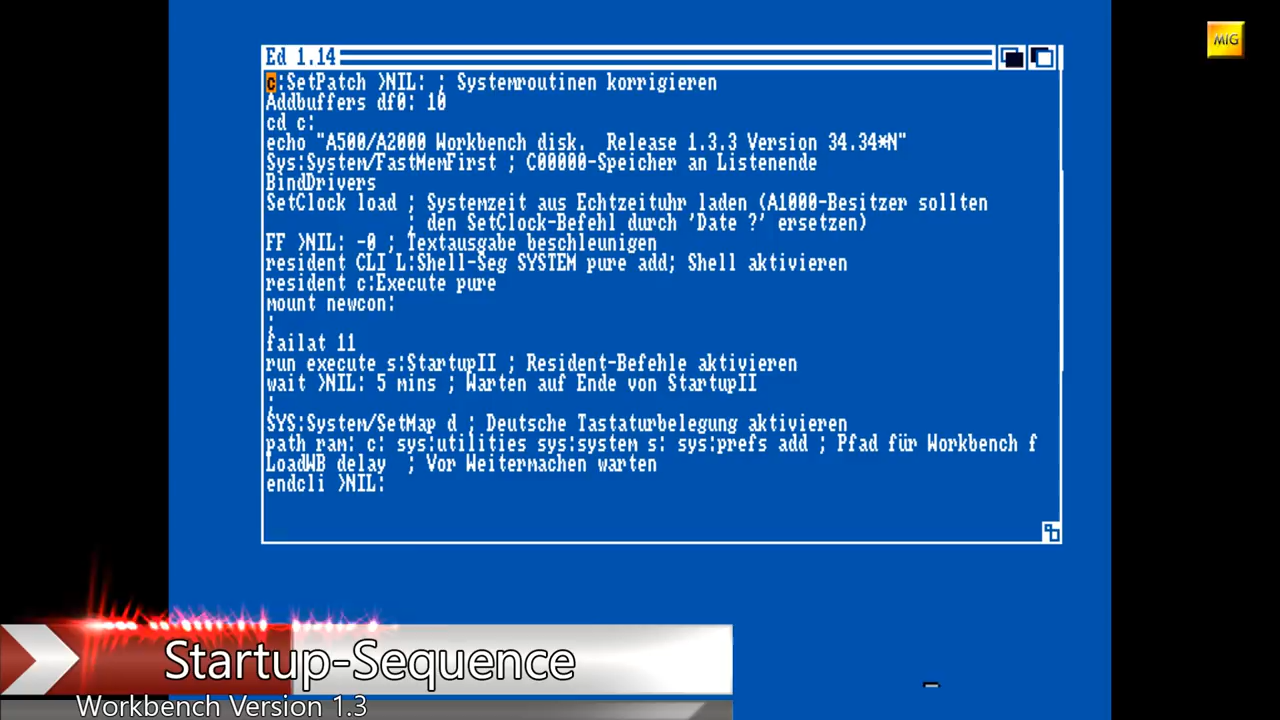 MIG
Ed 1.14
c:SetPatch >NIL: ; Systemroutinen korrigieren
Addbuffers df0: 10
cd c:
echo "A500/A2000 Workbench disk.  Release 1.3.3 Version 34.34*N"
Sys:System/FastMemFirst ; C00000-Speicher an Listenende
BindDrivers
SetClock load ; Systemzeit aus Echtzeituhr laden (A1000-Besitzer sollten
; den SetClock-Befehl durch 'Date ?' ersetzen)
FF >NIL: -0 ; Textausgabe beschleunigen
resident CLI L:Shell-Seg SYSTEM pure add; Shell aktivieren
resident c:Execute pure
mount newcon:
;
failat 11
run execute s:StartupII ; Resident-Befehle aktivieren
wait >NIL: 5 mins ; Warten auf Ende von StartupII
;
SYS:System/SetMap d ; Deutsche Tastaturbelegung aktivieren
path ram: c: sys:utilities sys:system s: sys:prefs add ; Pfad für Workbench f
LoadWB delay  ; Vor Weitermachen warten
endcli >NIL:
Startup-Sequence
Workbench Version 1.3